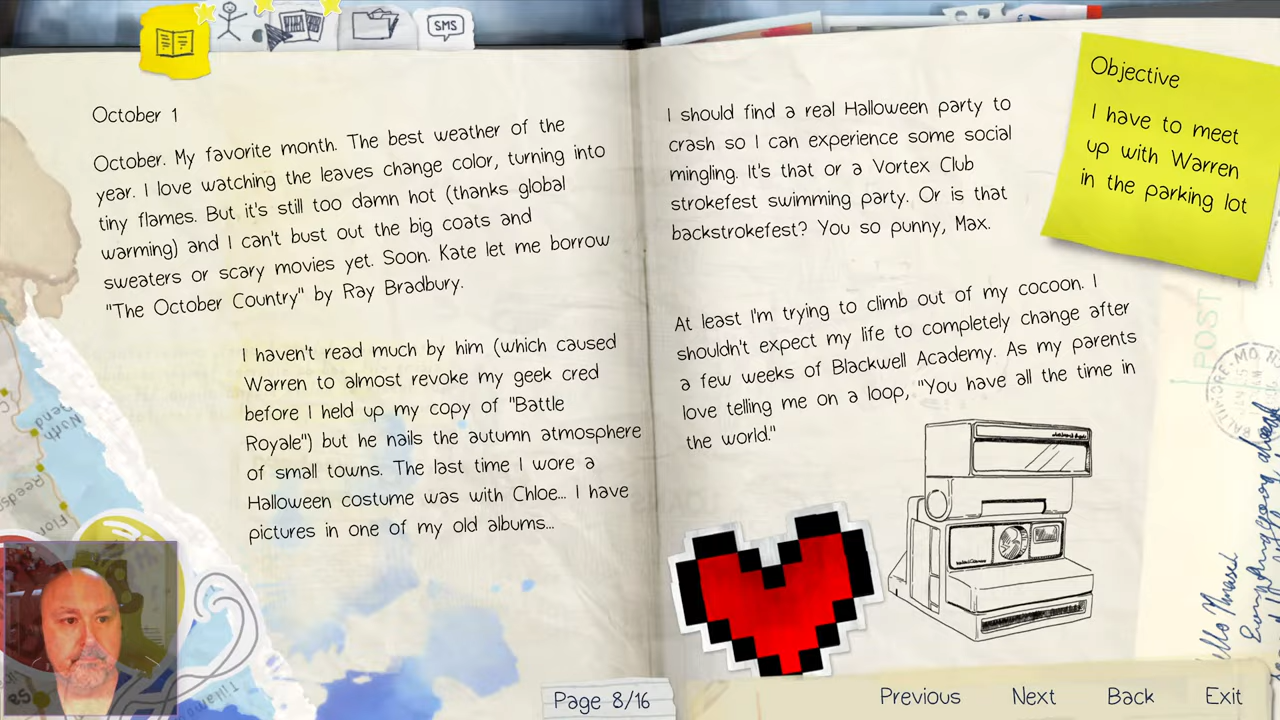 SMS
October 1
October. My favorite month. The best weather of the
year. I love watching the leaves change color, turning into
tiny flames. But it's still too damn hot (thanks global
warming) and I can't bust out the big coats and
sweaters or scary movies yet. Soon. Kate let me borrow
"The October Country" by Ray Bradbury.
I haven't read much by him (which caused
Warren to almost revoke my geek cred
before I held up my copy of "Battle
Royale") but he nails the autumn atmosphere
of small towns. The last time I wore a
Halloween costume was with Chloe... I have
pictures in one of my old albums...
I should find a real Halloween party to
crash so I can experience some social
mingling. It's that or a Vortex Club
strokefest swimming party. Or is that
backstrokefest? You so punny, Max.
At least I'm trying to climb out of my cocoon. I
shouldn't expect my life to completely change after
a few weeks of Blackwell Academy. As my parents
love telling me on a loop, "You have all the time in
the world."
Objective
I have to meet
up with Warren
in the parking lot
POST
North
Bend
Page 8/16
Previous
Next
Back
Exit